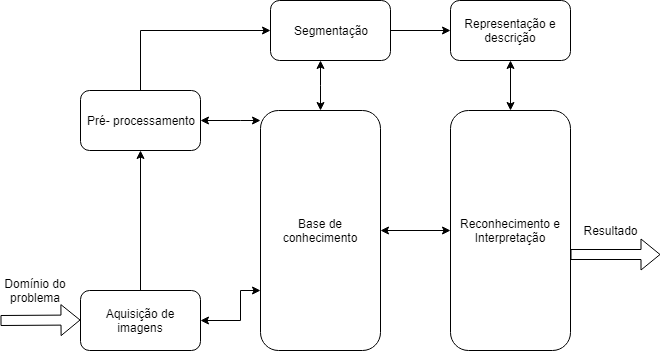 Segmentação
Representação e
descrição
Pré- processamento
Base de
conhecimento
Reconhecimento e
Interpretação
Resultado
Domínio do
problema
Aquisição de
imagens